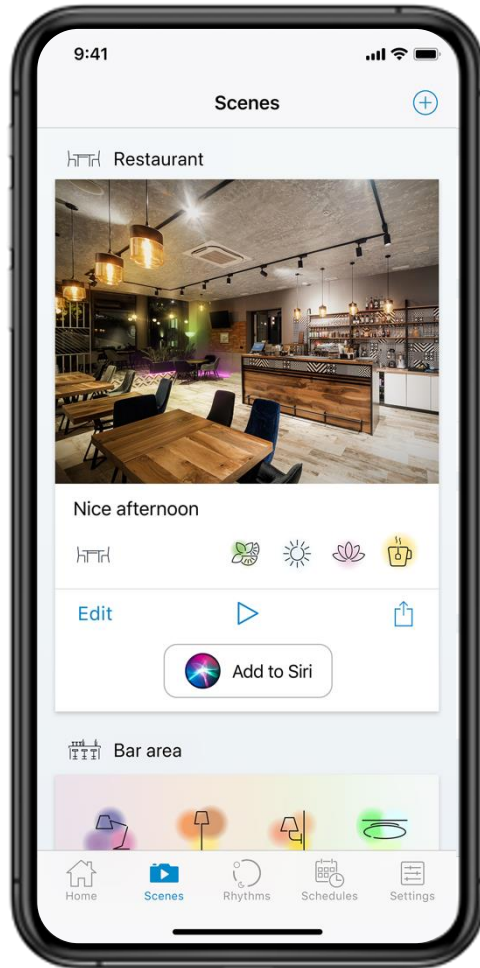 9:41
Scenes
Restaurant
Nice afternoon
Edit
Add to Siri
Bar area
Home
Scenes
Rhythms
Schedules
Settings